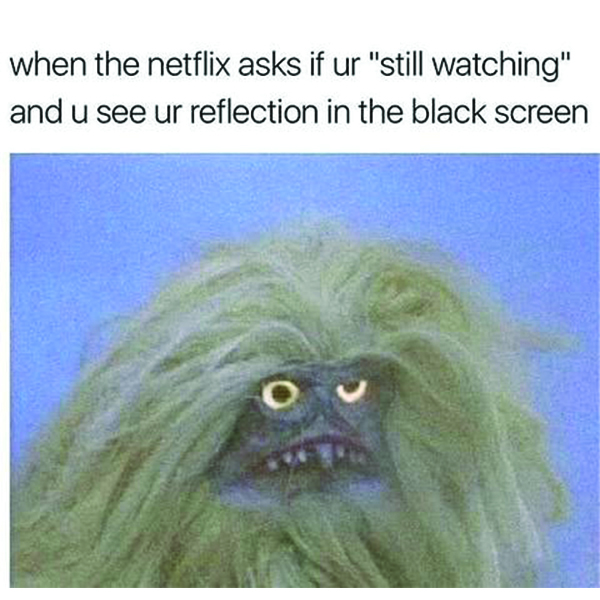 when the netflix asks if ur "still watching"
and u see ur reflection in the black screen